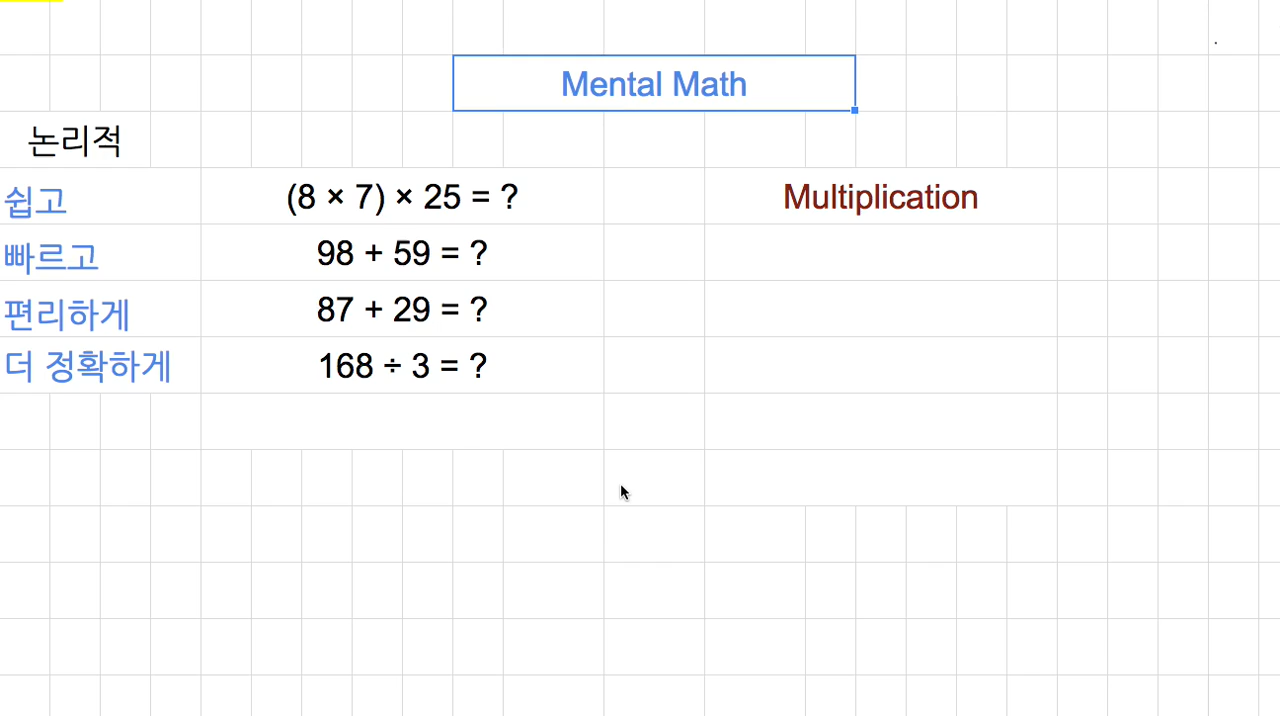 Mental Math
논리적
쉽고
(8 × 7) × 25 = ?
Multiplication
빠르고
98 + 59 = ?
편리하게
87 + 29 = ?
더 정확하게
168 ÷ 3 = ?